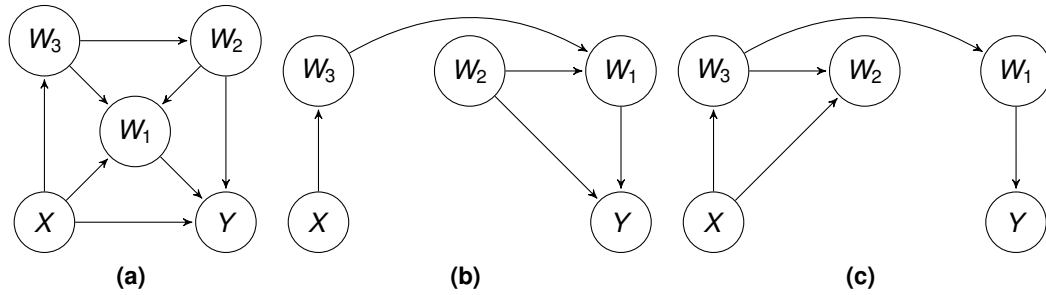 W₃ W₂ W₃ W₂ W₁ W₃ W₂ W₁
W₁
X Y X Y X Y
(a) (b) (c)